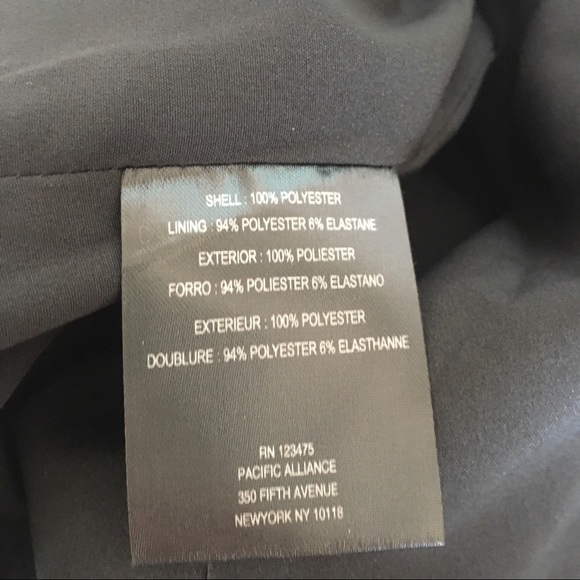 SHELL : 100% POLYESTER
LINING : 94% POLYESTER 6% ELASTANE
EXTERIOR : 100% POLIESTER
FORRO : 94% POLIESTER 6% ELASTANO
EXTERIEUR : 100% POLYESTER
DOUBLURE : 94% POLYESTER 6% ELASTHANNE
RN 123475
PACIFIC ALLIANCE
350 FIFTH AVENUE
NEWYORK NY 10118